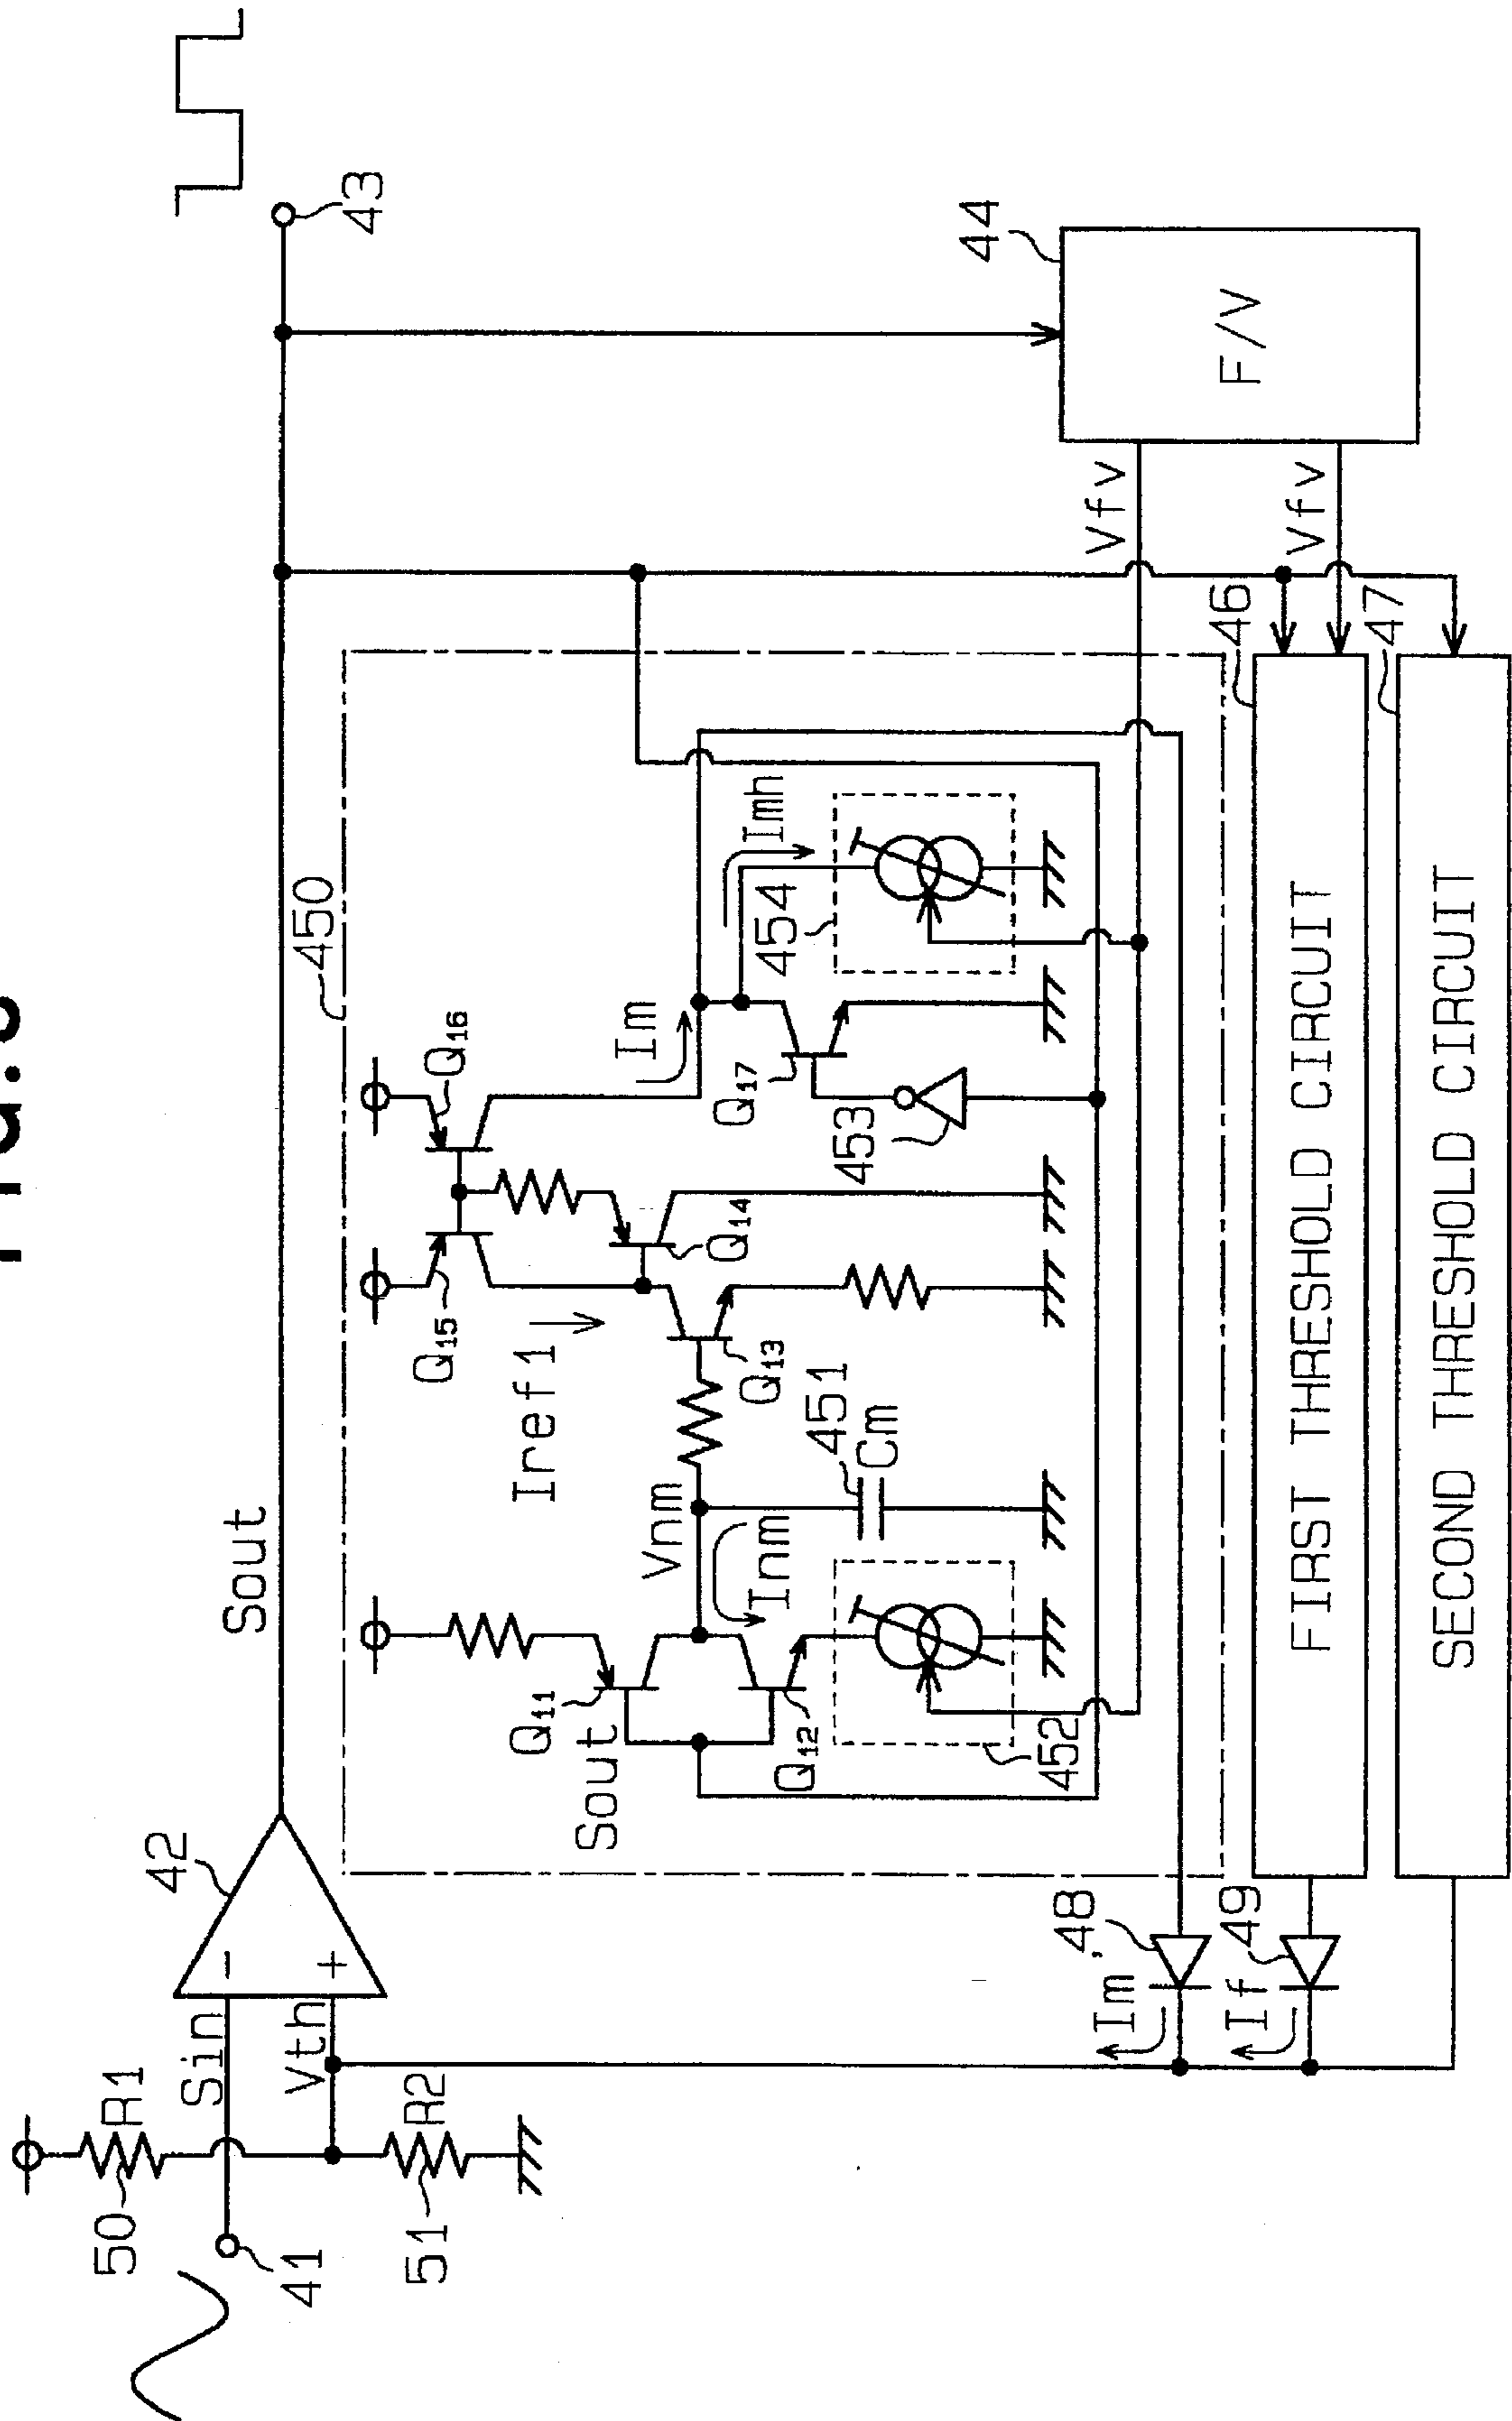 43
Sout
42
Sin
Vth
R1
50
41
R2
51
44
F/V
Vfv
Vfv
450
Q16
Q15
Iref1
Im
Imh
454
Q17
453
Q14
Q13
451
Cm
Vnm
Inm
Q11
Sout
Q12
452
46
FIRST THRESHOLD CIRCUIT
47
SECOND THRESHOLD CIRCUIT
48
Im
49
If